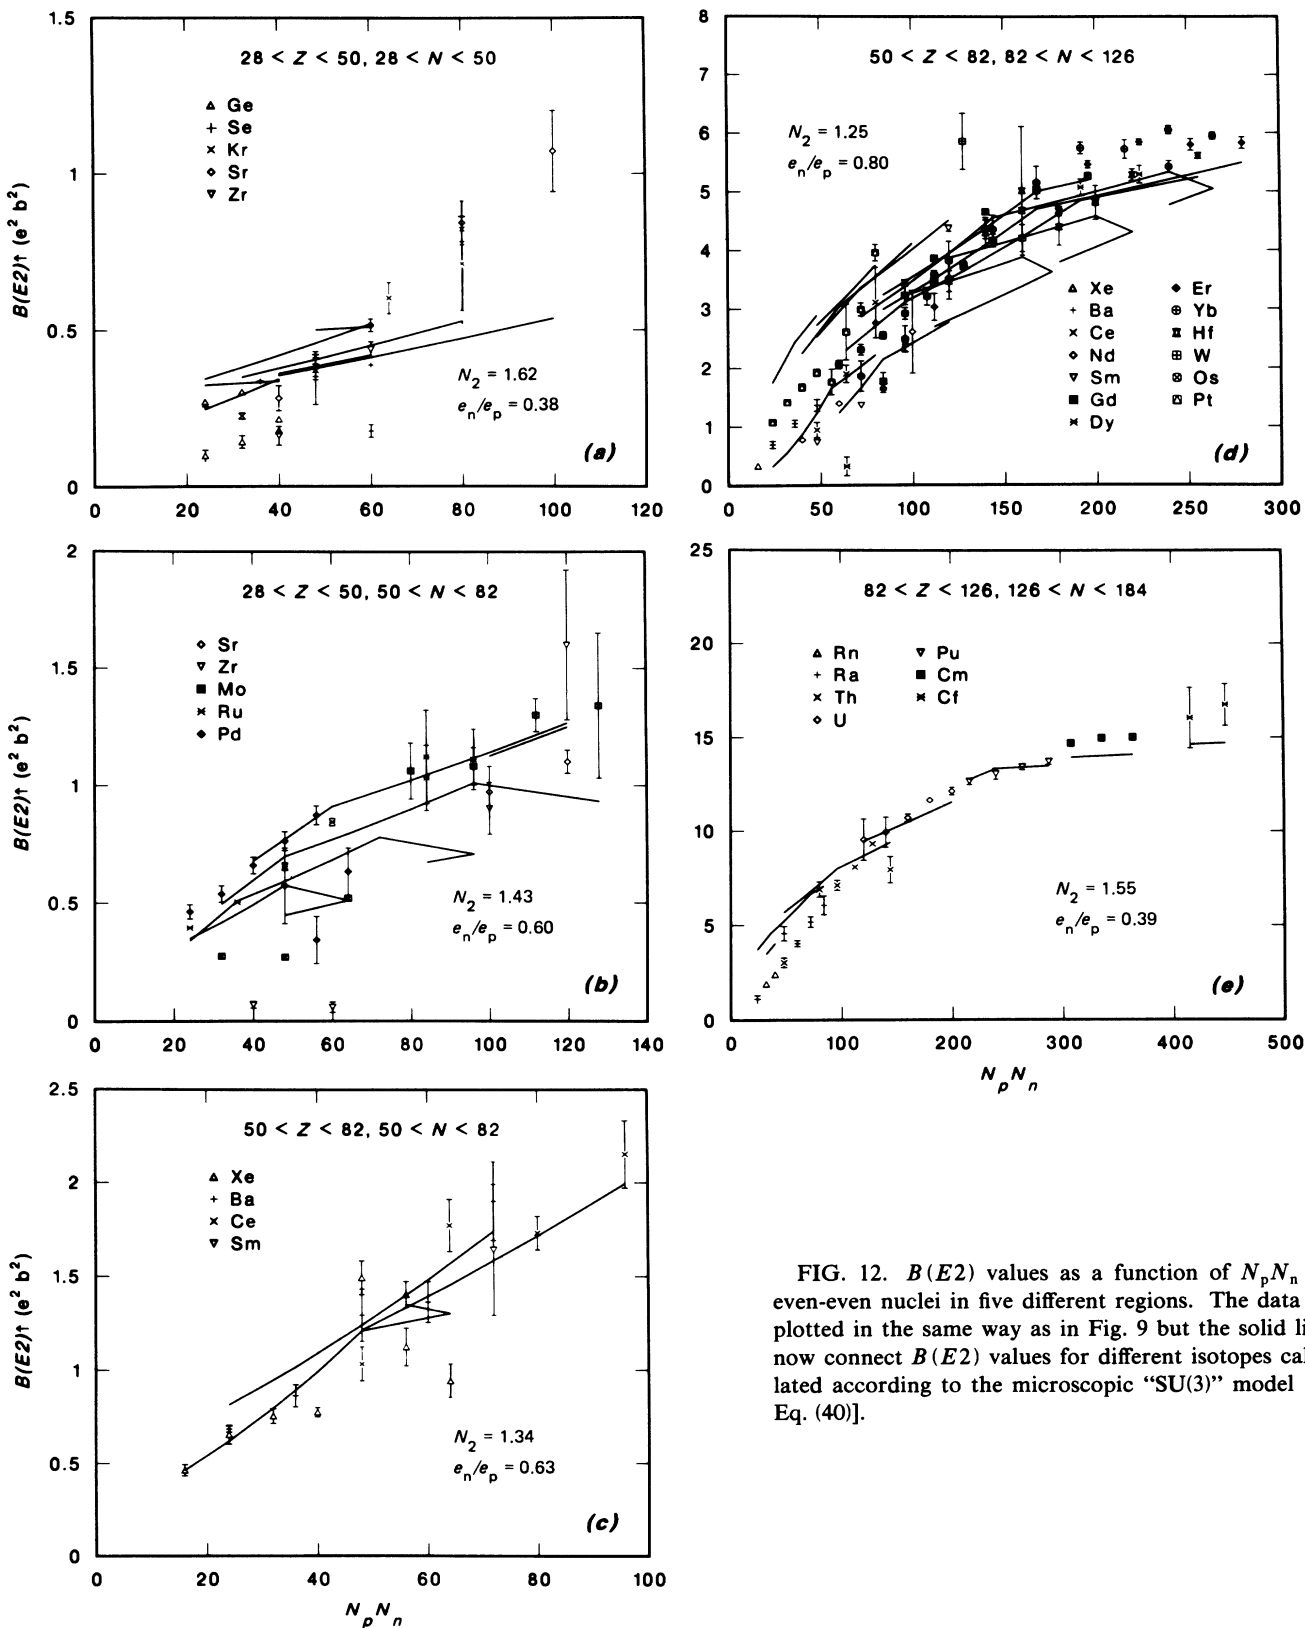 1.5
1
0.5
0
0 20 40 60 80 100 120
B(E2)↑ (e² b²)
28 < Z < 50, 28 < N < 50
Ge
Se
Kr
Sr
Zr
N₂ = 1.62
eₙ/eₚ = 0.38
(a)
2
1.5
1
0.5
0
0 20 40 60 80 100 120 140
B(E2)↑ (e² b²)
28 < Z < 50, 50 < N < 82
Sr
Zr
Mo
Ru
Pd
N₂ = 1.43
eₙ/eₚ = 0.60
(b)
2.5
2
1.5
1
0.5
0
0 20 40 60 80 100
NₚNₙ
B(E2)↑ (e² b²)
50 < Z < 82, 50 < N < 82
Xe
Ba
Ce
Sm
N₂ = 1.34
eₙ/eₚ = 0.63
(c)
8
7
6
5
4
3
2
1
0
0 50 100 150 200 250 300
50 < Z < 82, 82 < N < 126
N₂ = 1.25
eₙ/eₚ = 0.80
Xe
Ba
Ce
Nd
Sm
Gd
Dy
Er
Yb
Hf
W
Os
Pt
(d)
25
20
15
10
5
0
0 100 200 300 400 500
NₚNₙ
82 < Z < 126, 126 < N < 184
Rn
Ra
Th
U
Pu
Cm
Cf
N₂ = 1.55
eₙ/eₚ = 0.39
(e)
FIG. 12. B(E2) values as a function of NₚNₙ
even-even nuclei in five different regions. The data
plotted in the same way as in Fig. 9 but the solid li
now connect B(E2) values for different isotopes cal
lated according to the microscopic “SU(3)” model
Eq. (40)].